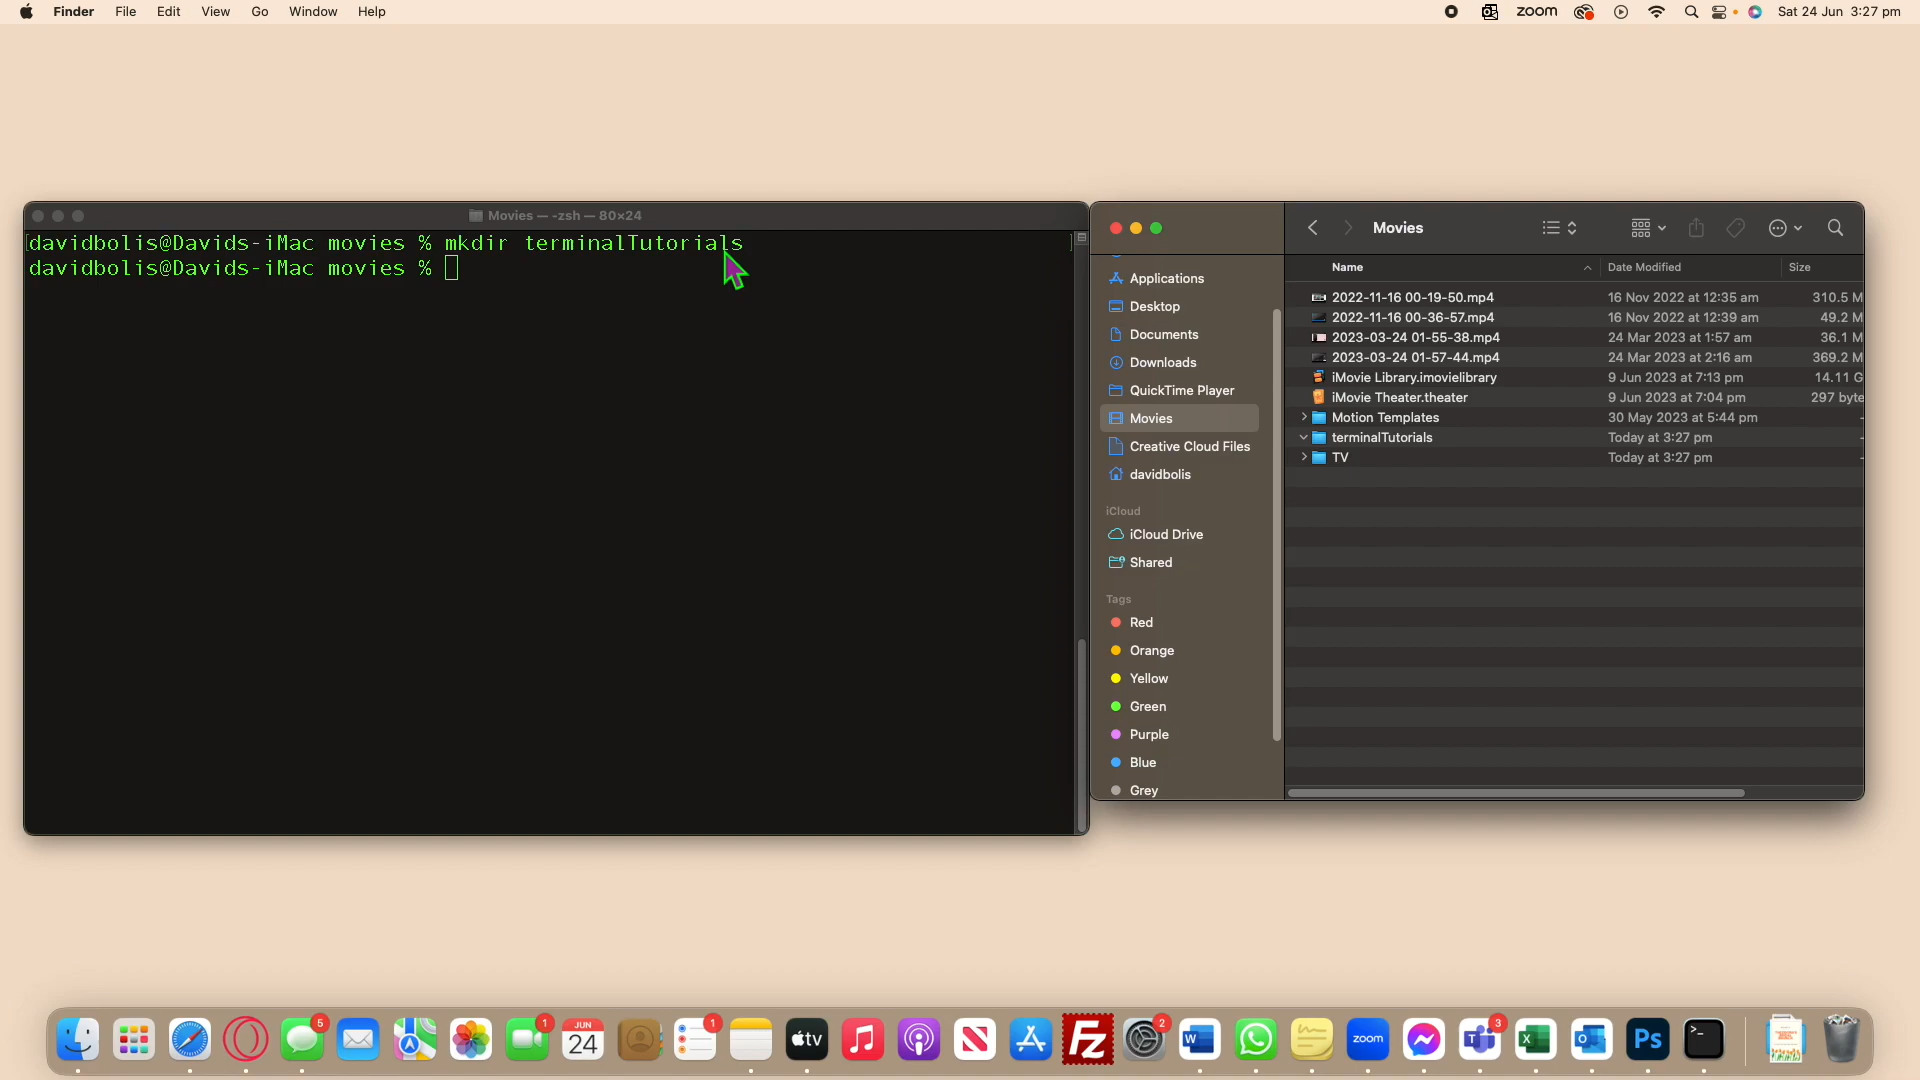 Finder File Edit View Go Window Help
zoom Sat 24 Jun 3:27 pm
Movies — -zsh — 80×24
[davidbolis@Davids-iMac movies % mkdir terminalTutorials ]
davidbolis@Davids-iMac movies %
Movies
Applications
Desktop
Documents
Downloads
QuickTime Player
Movies
Creative Cloud Files
davidbolis
iCloud
iCloud Drive
Shared
Tags
Red
Orange
Yellow
Green
Purple
Blue
Grey
Name Date Modified Size
2022-11-16 00-19-50.mp4 16 Nov 2022 at 12:35 am 310.5 M
2022-11-16 00-36-57.mp4 16 Nov 2022 at 12:39 am 49.2 M
2023-03-24 01-55-38.mp4 24 Mar 2023 at 1:57 am 36.1 M
2023-03-24 01-57-44.mp4 24 Mar 2023 at 2:16 am 369.2 M
iMovie Library.imovielibrary 9 Jun 2023 at 7:13 pm 14.11 G
iMovie Theater.theater 9 Jun 2023 at 7:04 pm 297 byte
Motion Templates 30 May 2023 at 5:44 pm
terminalTutorials Today at 3:27 pm
TV Today at 3:27 pm
5 1 JUN 24 1 tv Fz 2 W zoom 3 T X O Ps >_